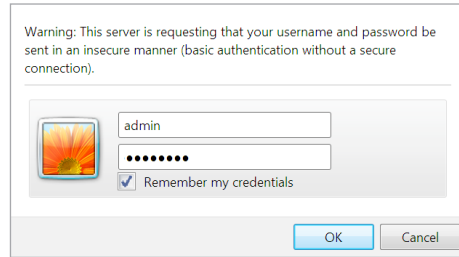 Warning: This server is requesting that your username and password be
sent in an insecure manner (basic authentication without a secure
connection).
admin
●●●●●●●●
Remember my credentials
OK
Cancel